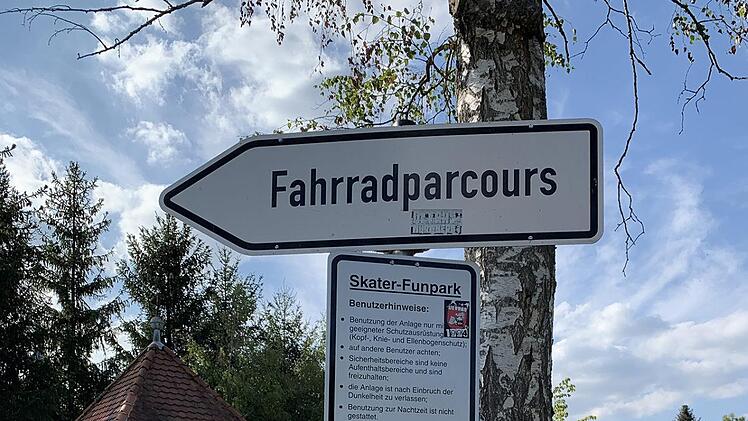 Fahrradparcours
Skater-Funpark
Benutzerhinweise:
• Benutzung der Anlage nur mit
geeigneter Schutzausrüstung
(Kopf-, Knie- und Ellenbogenschutz);
• auf andere Benutzer achten;
• Sicherheitsbereiche sind keine
Aufenthaltsbereiche und sind
freizuhalten;
• die Anlage ist nach Einbruch der
Dunkelheit zu verlassen;
• Benutzung zur Nachtzeit ist nicht
gestattet.